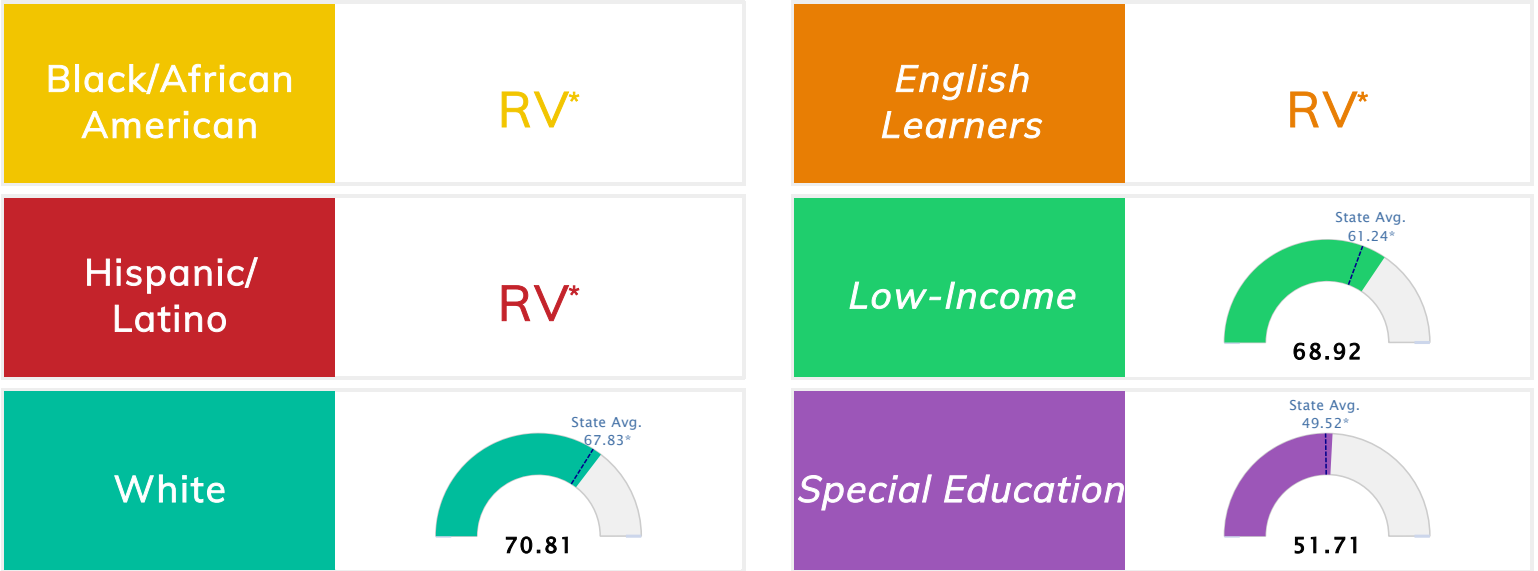 Black/African
American
RV*
English
Learners
RV*
Hispanic/
Latino
RV*
Low-Income
State Avg.
61.24*
68.92
White
State Avg.
67.83*
70.81
Special Education
State Avg.
49.52*
51.71